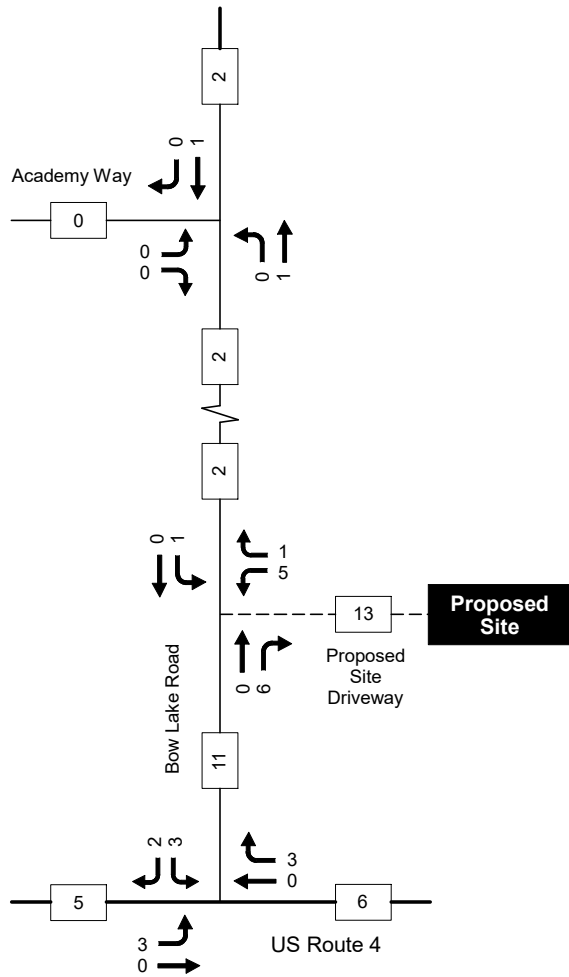 2
0 1
Academy Way
0
0
0
0 1
2
2
0 1
1
5
13
Proposed
Site
Proposed
Site
Driveway
0 6
Bow Lake Road
11
2 3
3
0
5
6
3
0
US Route 4